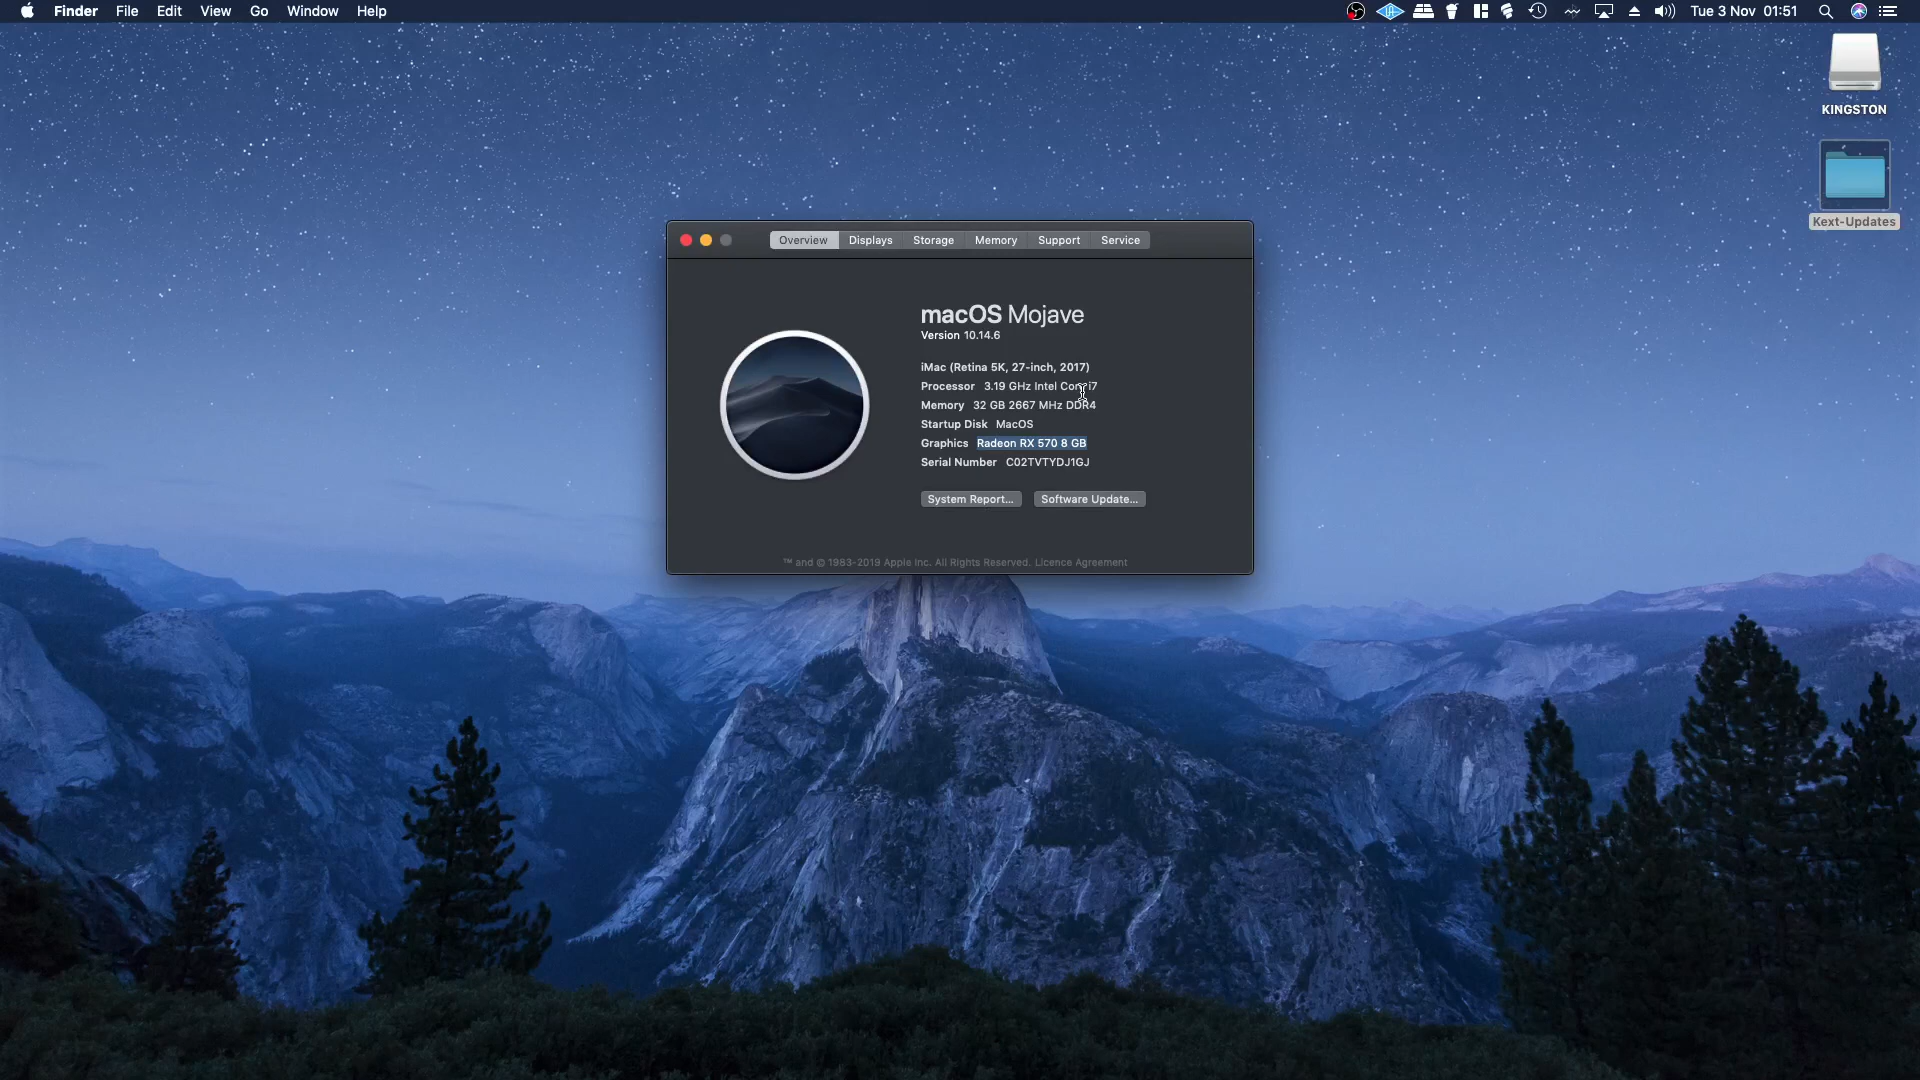 Finder File Edit View Go Window Help
Tue 3 Nov 01:51
KINGSTON
Kext-Updates
Overview Displays Storage Memory Support Service
macOS Mojave
Version 10.14.6
iMac (Retina 5K, 27-inch, 2017)
Processor 3.19 GHz Intel Core i7
Memory 32 GB 2667 MHz DDR4
Startup Disk MacOS
Graphics Radeon RX 570 8 GB
Serial Number C02TVTYDJ1GJ
System Report... Software Update...
™ and © 1983-2019 Apple Inc. All Rights Reserved. Licence Agreement